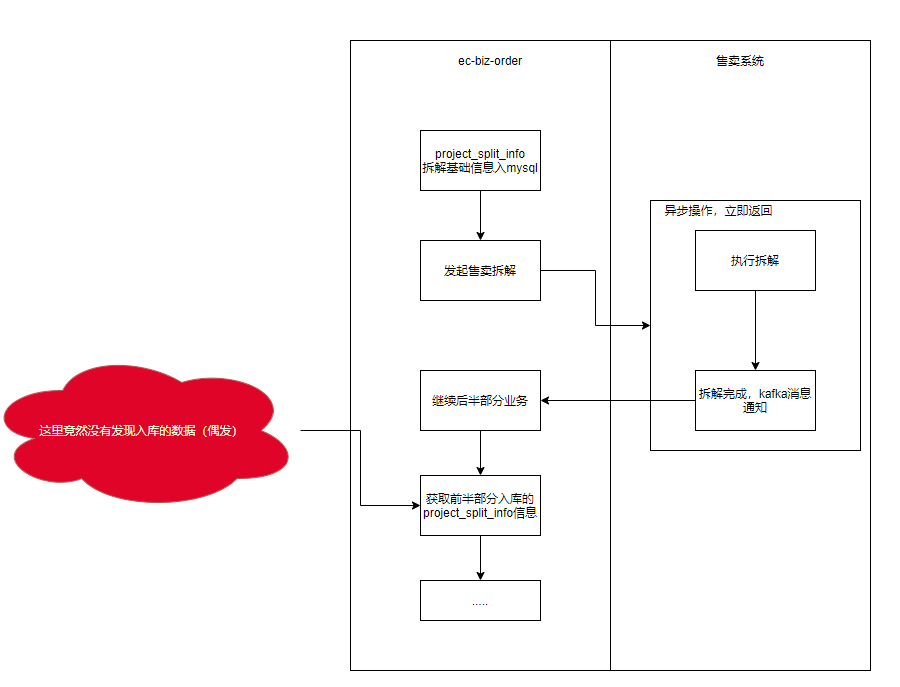 ec-biz-order
售卖系统
project_split_info
拆解基础信息入mysql
异步操作，立即返回
发起售卖拆解
执行拆解
继续后半部分业务
拆解完成，kafka消息
通知
这里竟然没有发现入库的数据（偶发）
获取前半部分入库的
project_split_info信息
.....